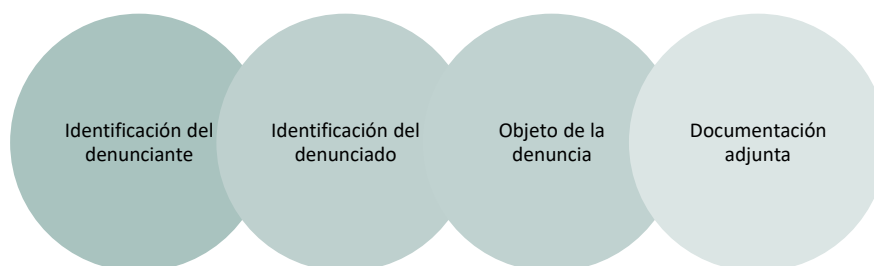 Identificación del
denunciante
Identificación del
denunciado
Objeto de la
denuncia
Documentación
adjunta